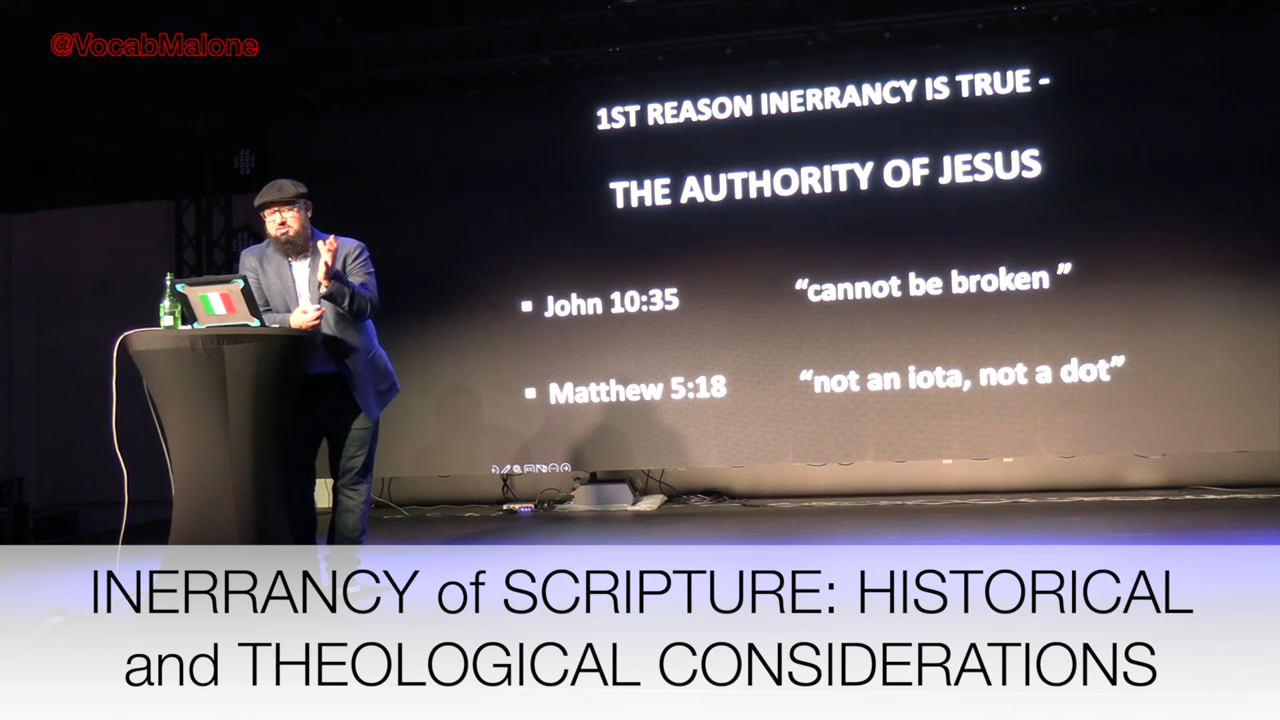 @VocabMalone
1ST REASON INERRANCY IS TRUE -
THE AUTHORITY OF JESUS
▪ John 10:35 “cannot be broken ”
▪ Matthew 5:18 “not an iota, not a dot”
INERRANCY of SCRIPTURE: HISTORICAL
and THEOLOGICAL CONSIDERATIONS